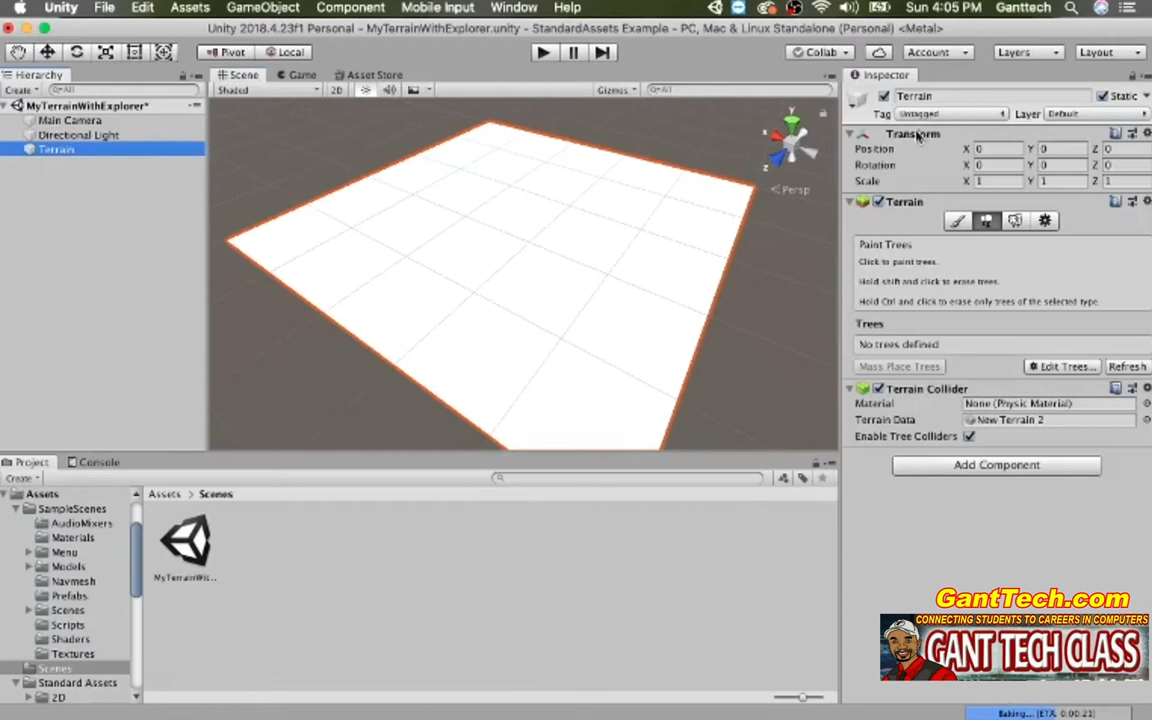 Unity File Edit Assets GameObject Component Mobile Input Window Help Sun 4:05 PM Ganttech
Unity 2018.4.23f1 Personal - MyTerrainWithExplorer.unity - StandardAssets Example - PC, Mac & Linux Standalone (Personal) <Metal>
Pivot Local Collab Account Layers Layout
Hierarchy Scene Game Asset Store Inspector
Create All Shaded 2D Gizmos All
Terrain Static
MyTerrainWithExplorer*
Main Camera
Directional Light
Terrain
Tag Untagged Layer Default
Transform
Position X 0 Y 0 Z 0
Rotation X 0 Y 0 Z 0
Scale X 1 Y 1 Z 1
y
x
z
Persp
Terrain
Paint Trees
Click to paint trees.
Hold shift and click to erase trees.
Hold Ctrl and click to erase only trees of the selected type.
Trees
No trees defined
Mass Place Trees Edit Trees... Refresh
Terrain Collider
Material None (Physic Material)
Terrain Data New Terrain 2
Enable Tree Colliders
Add Component
Project Console
Create
Assets
SampleScenes
AudioMixers
Materials
Menu
Models
Navmesh
Prefabs
Scenes
Scripts
Shaders
Textures
Scenes
Standard Assets
2D
Assets > Scenes
MyTerrainWit...
GantTech.com
CONNECTING STUDENTS TO CAREERS IN COMPUTERS
GANT TECH CLASS
Baking... [ETA: 0:00:21]